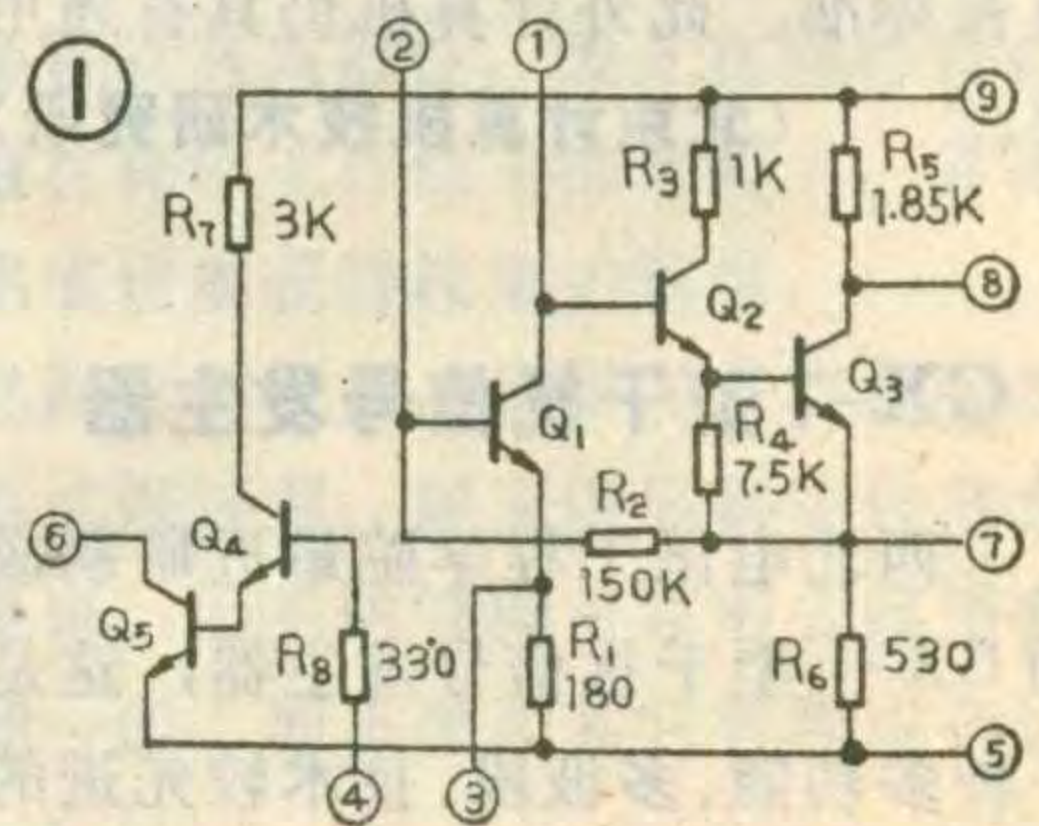 ① ② ①
⑨
R₃ 1K R₅
1.85K
R₇ 3K
⑧
Q₂
Q₁ Q₃
R₄
7.5K
R₂
⑥ Q₄ ⑦
150K
Q₅ R₈ 330 R₁ R₆ 530
180
⑤
④ ③